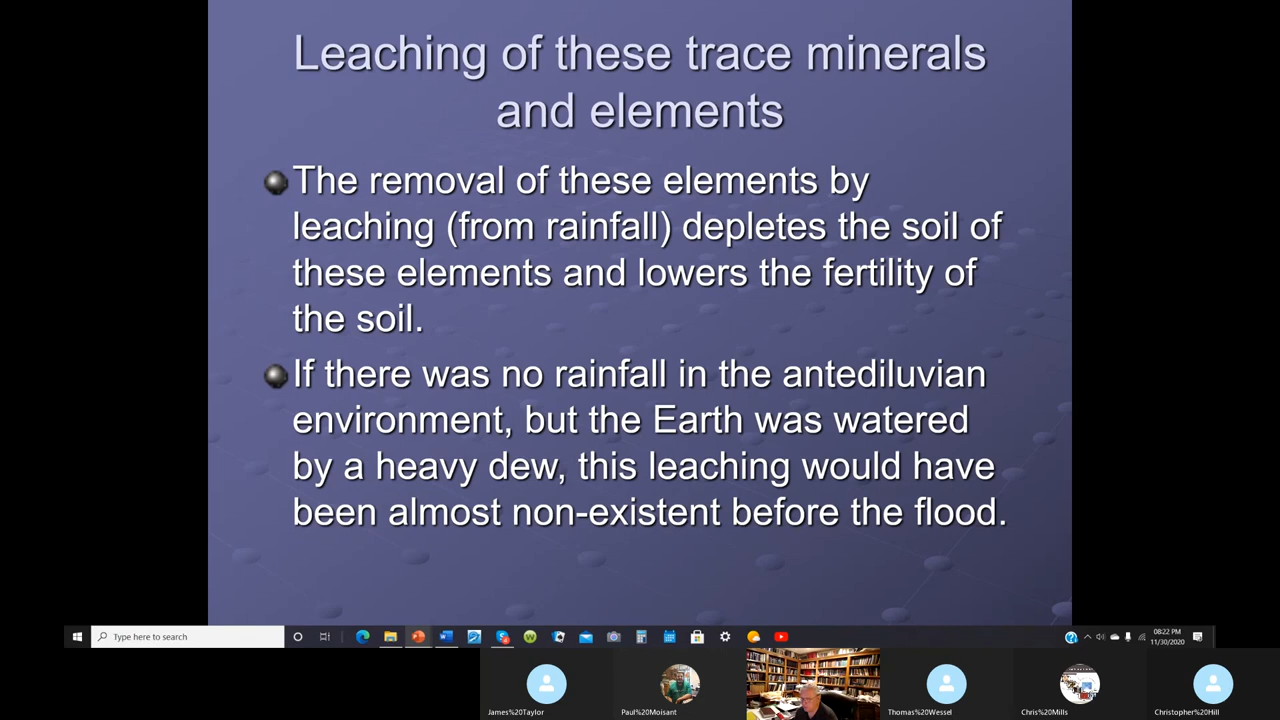 Leaching of these trace minerals
and elements
The removal of these elements by
leaching (from rainfall) depletes the soil of
these elements and lowers the fertility of
the soil.
If there was no rainfall in the antediluvian
environment, but the Earth was watered
by a heavy dew, this leaching would have
been almost non-existent before the flood.
Type here to search
08:22 PM
11/30/2020
James%20Taylor
Paul%20Moisant
Thomas%20Wessel
Chris%20Mills
Christopher%20Hill